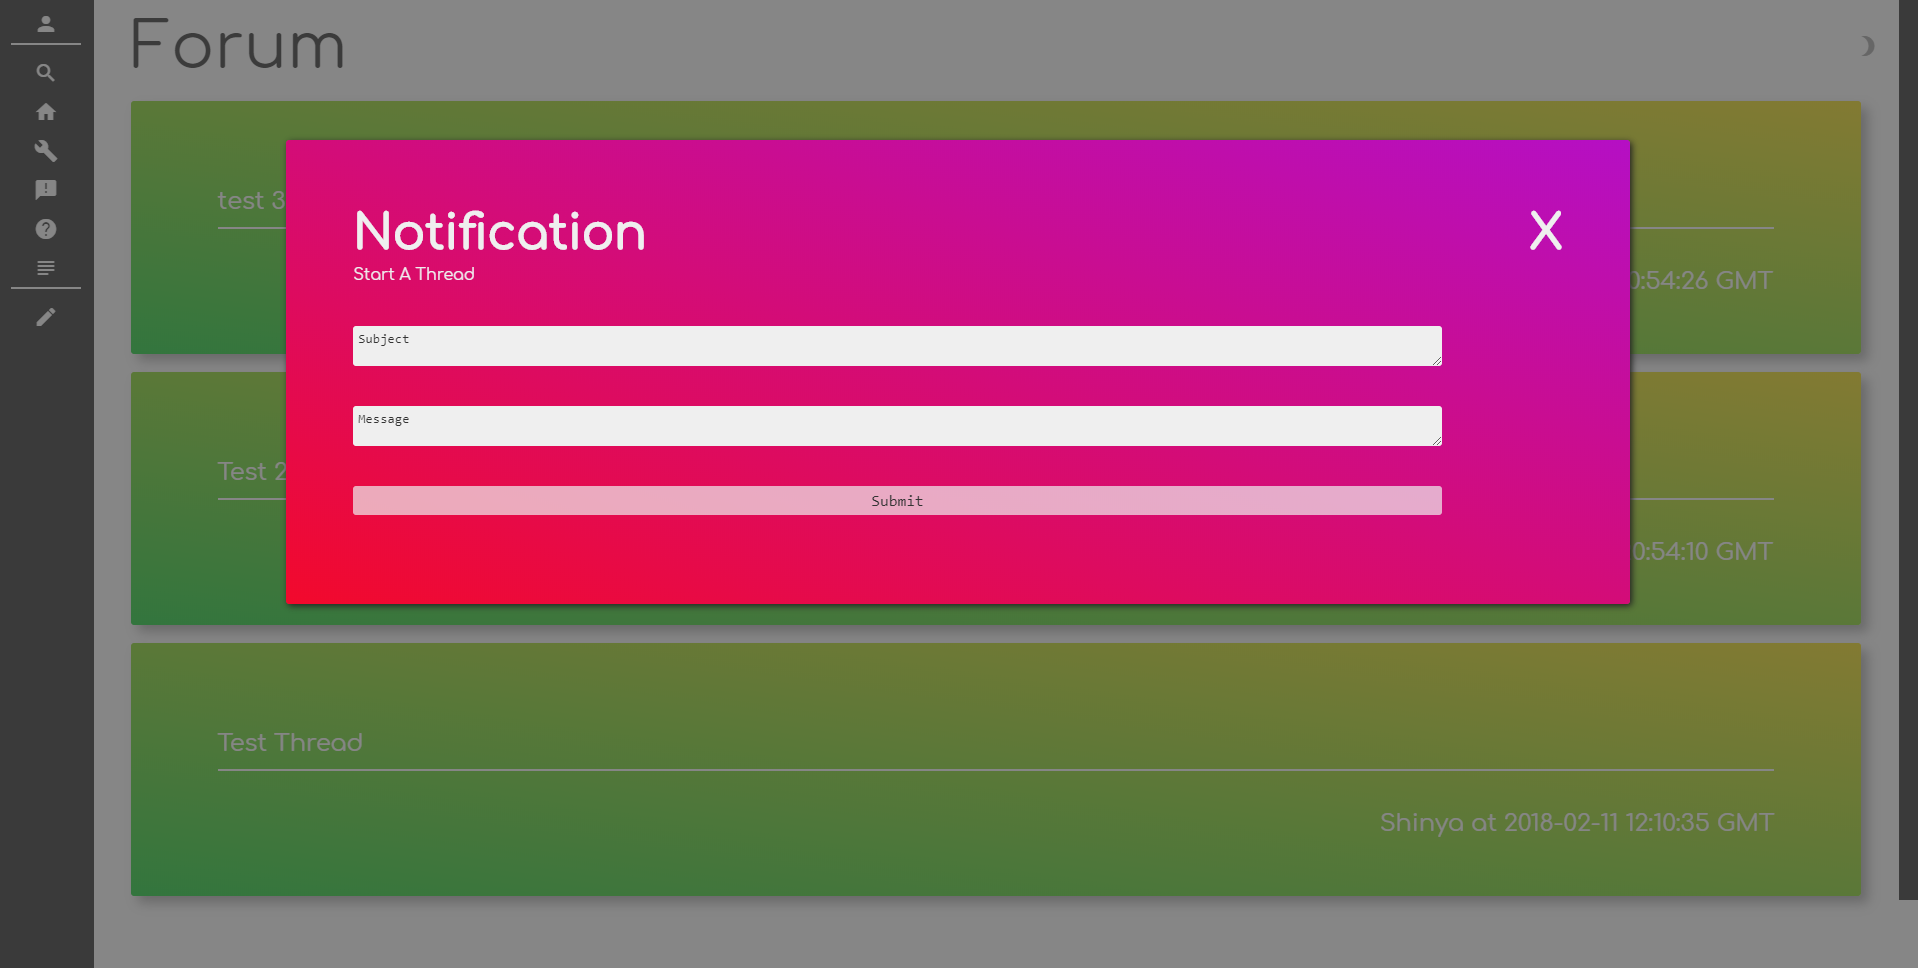 Forum
test 3
Notification
X
Start A Thread
0:54:26 GMT
Subject
Message
Test 2
Submit
0:54:10 GMT
Test Thread
Shinya at 2018-02-11 12:10:35 GMT